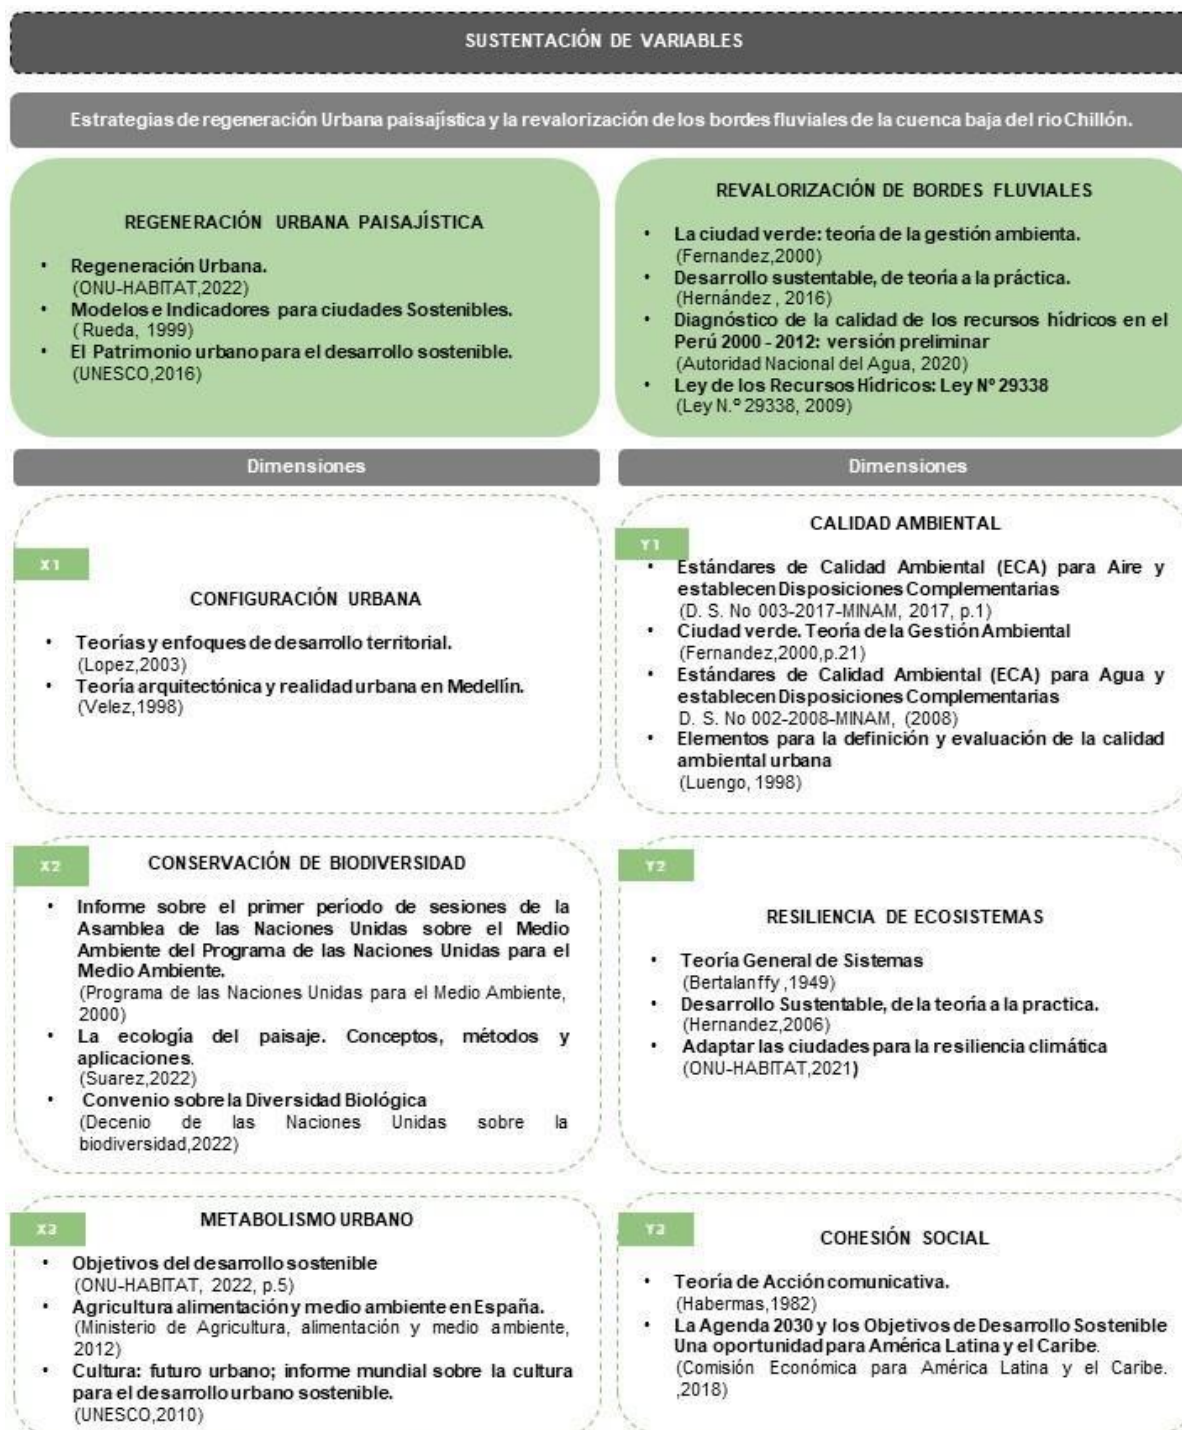 SUSTENTACIÓN DE VARIABLES
Estrategias de regeneración Urbana paisajística y la revalorización de los bordes fluviales de la cuenca baja del rio Chillón.
REGENERACIÓN URBANA PAISAJÍSTICA
• Regeneración Urbana.
(ONU-HABITAT,2022)
• Modelos e Indicadores para ciudades Sostenibles.
( Rueda, 1999)
• El Patrimonio urbano para el desarrollo sostenible.
(UNESCO,2016)
REVALORIZACIÓN DE BORDES FLUVIALES
• La ciudad verde: teoría de la gestión ambienta.
(Fernandez,2000)
• Desarrollo sustentable, de teoría a la práctica.
(Hernández , 2016)
• Diagnóstico de la calidad de los recursos hídricos en el
Perú 2000 - 2012: versión preliminar
(Autoridad Nacional del Agua, 2020)
• Ley de los Recursos Hídricos: Ley Nº 29338
(Ley N.º 29338, 2009)
Dimensiones
X1
CONFIGURACIÓN URBANA
• Teorías y enfoques de desarrollo territorial.
(Lopez,2003)
• Teoría arquitectónica y realidad urbana en Medellín.
(Velez,1998)
Dimensiones
CALIDAD AMBIENTAL
Y1
• Estándares de Calidad Ambiental (ECA) para Aire y
establecen Disposiciones Complementarias
(D. S. No 003-2017-MINAM, 2017, p.1)
• Ciudad verde. Teoría de la Gestión Ambiental
(Fernandez,2000,p.21)
• Estándares de Calidad Ambiental (ECA) para Agua y
establecen Disposiciones Complementarias
D. S. No 002-2008-MINAM, (2008)
• Elementos para la definición y evaluación de la calidad
ambiental urbana
(Luengo, 1998)
X2
CONSERVACIÓN DE BIODIVERSIDAD
• Informe sobre el primer período de sesiones de la
Asamblea de las Naciones Unidas sobre el Medio
Ambiente del Programa de las Naciones Unidas para el
Medio Ambiente.
(Programa de las Naciones Unidas para el Medio Ambiente,
2000)
• La ecología del paisaje. Conceptos, métodos y
aplicaciones.
(Suarez,2022)
• Convenio sobre la Diversidad Biológica
(Decenio de las Naciones Unidas sobre la
biodiversidad,2022)
Y2
RESILIENCIA DE ECOSISTEMAS
• Teoría General de Sistemas
(Bertalanffy ,1949)
• Desarrollo Sustentable, de la teoría a la practica.
(Hernandez,2006)
• Adaptar las ciudades para la resiliencia climática
(ONU-HABITAT,2021)
X3
METABOLISMO URBANO
• Objetivos del desarrollo sostenible
(ONU-HABITAT, 2022, p.5)
• Agricultura alimentación y medio ambiente en España.
(Ministerio de Agricultura, alimentación y medio ambiente,
2012)
• Cultura: futuro urbano; informe mundial sobre la cultura
para el desarrollo urbano sostenible.
(UNESCO,2010)
Y3
COHESIÓN SOCIAL
• Teoría de Acción comunicativa.
(Habermas,1982)
• La Agenda 2030 y los Objetivos de Desarrollo Sostenible
Una oportunidad para América Latina y el Caribe.
(Comisión Económica para América Latina y el Caribe.
,2018)